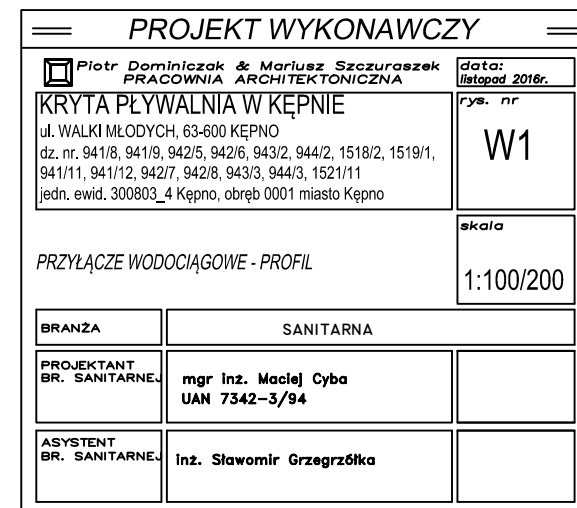 PROJEKT WYKONAWCZY
Piotr Dominiczak & Mariusz Szczuraszek
PRACOWNIA ARCHITEKTONICZNA
data:
listopad 2016r.
KRYTA PŁYWALNIA W KĘPNIE
ul. WALKI MŁODYCH, 63-600 KĘPNO
dz. nr. 941/8, 941/9, 942/5, 942/6, 943/2, 944/2, 1518/2, 1519/1,
941/11, 941/12, 942/7, 942/8, 943/3, 944/3, 1521/11
jedn. ewid. 300803_4 Kępno, obręb 0001 miasto Kępno
rys. nr
W1
PRZYŁĄCZE WODOCIĄGOWE - PROFIL
skala
1:100/200
BRANŻA
SANITARNA
PROJEKTANT
BR. SANITARNEJ
mgr inż. Maciej Cyba
UAN 7342-3/94
ASYSTENT
BR. SANITARNEJ
inż. Sławomir Grzegrzółka